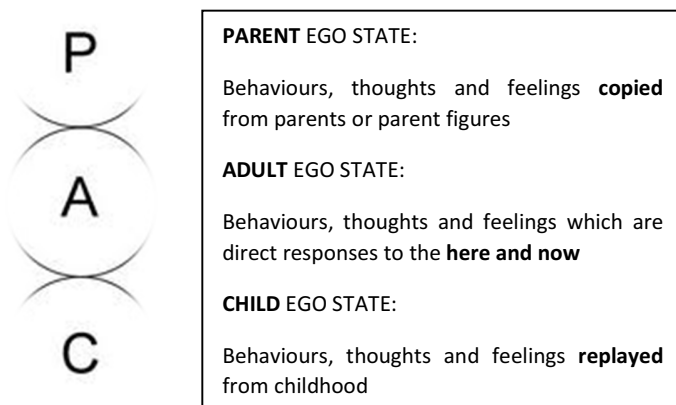 P
A
C
PARENT EGO STATE:
Behaviours, thoughts and feelings copied
from parents or parent figures
ADULT EGO STATE:
Behaviours, thoughts and feelings which are
direct responses to the here and now
CHILD EGO STATE:
Behaviours, thoughts and feelings replayed
from childhood